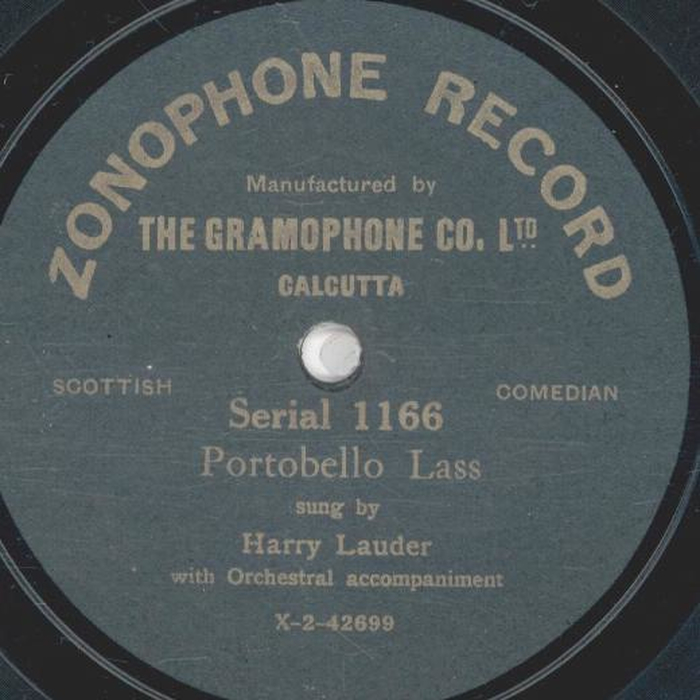 ZONOPHONE RECORD
Manufactured by
THE GRAMOPHONE CO. LTD.
CALCUTTA
SCOTTISH COMEDIAN
Serial 1166
Portobello Lass
sung by
Harry Lauder
with Orchestral accompaniment
X-2-42699